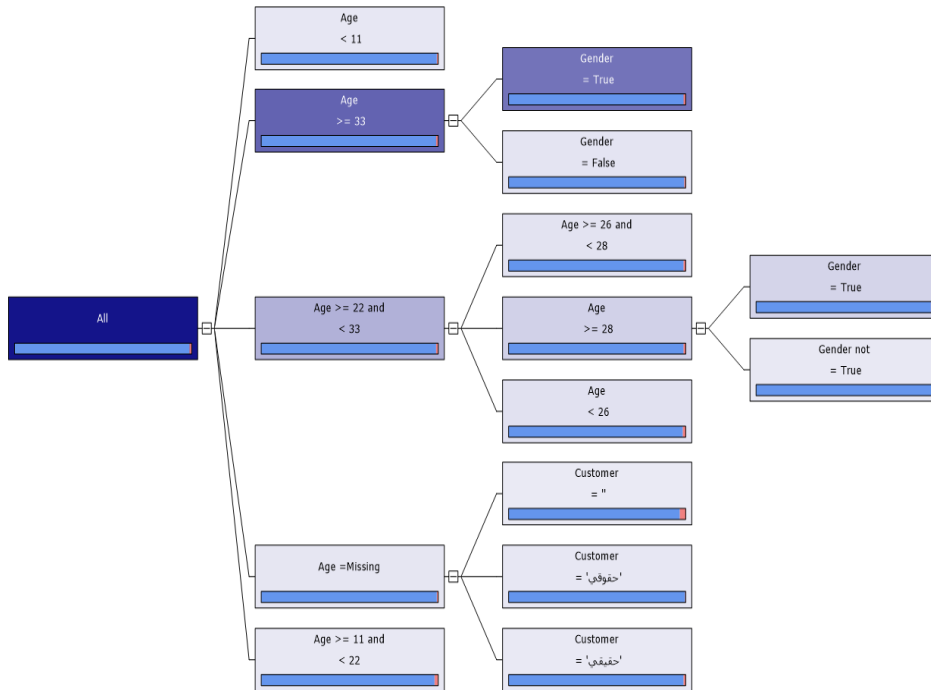 Age
< 11
Age
>= 33
Gender
= True
Gender
= False
All
Age >= 22 and
< 33
Age >= 26 and
< 28
Age
>= 28
Gender
= True
Gender not
= True
Age
< 26
Age =Missing
Customer
= ''
Customer
= 'حقوقي'
Customer
= 'حقيقي'
Age >= 11 and
< 22